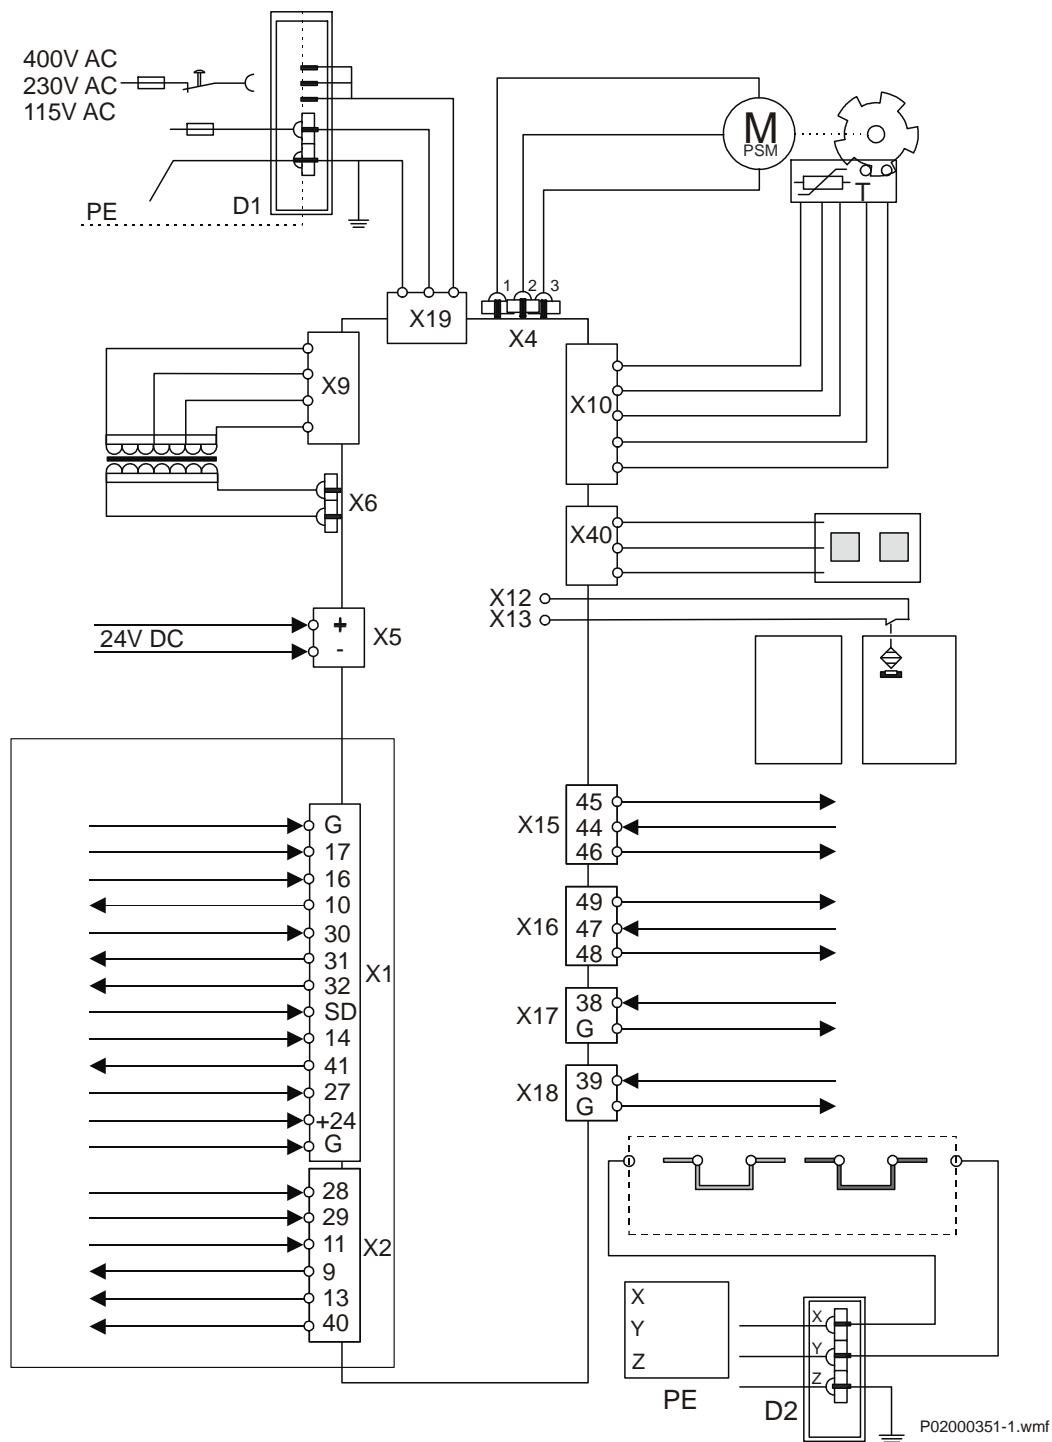 400V AC
230V AC
115V AC
PE
D1
M
PSM
T
1 2 3
X19
X4
X9
X10
X6
X40
X12
X13
24V DC
+
-
X5
G
17
16
10
30
31
32
SD
14
41
27
+24
G
X1
28
29
11
9
13
40
X2
X15
45
44
46
X16
49
47
48
X17
38
G
X18
39
G
X
Y
Z
PE
X
Y
Z
D2
P02000351-1.wmf